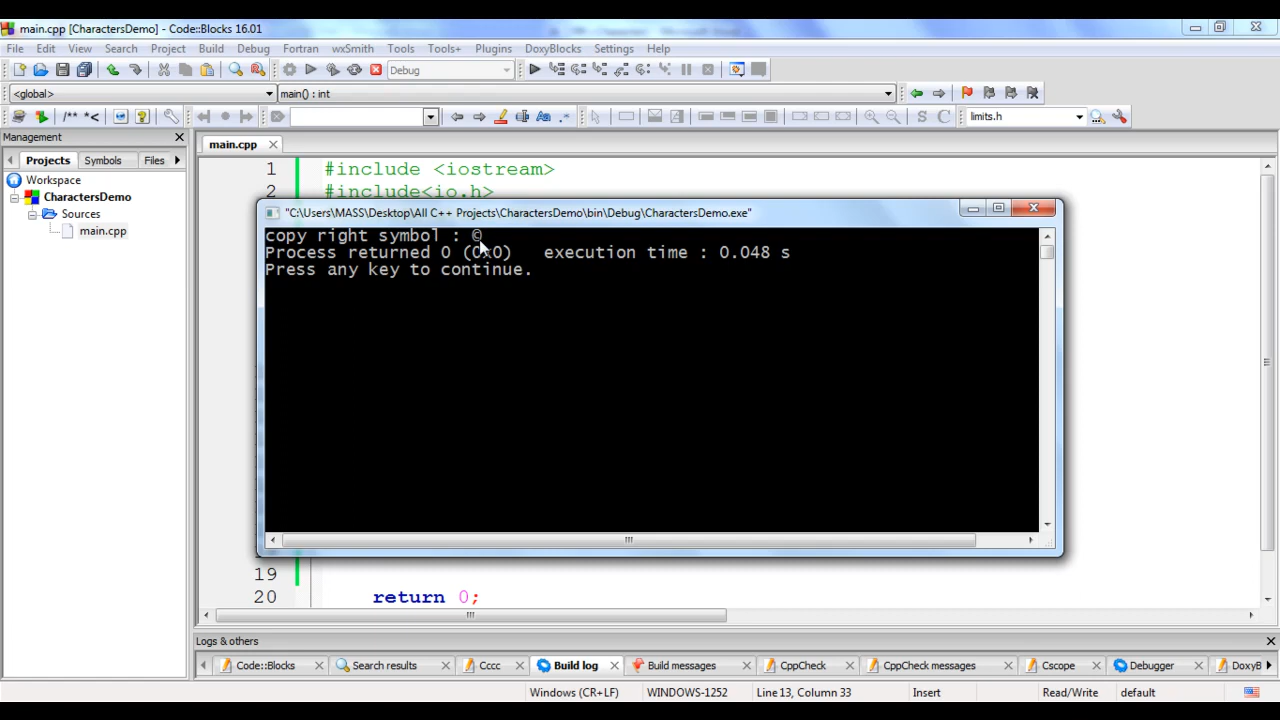 main.cpp [CharactersDemo] - Code::Blocks 16.01
File Edit View Search Project Build Debug Fortran wxSmith Tools Tools+ Plugins DoxyBlocks Settings Help
Debug
<global> main() : int
/** *< limits.h
Management
Projects Symbols Files
main.cpp
Workspace
CharactersDemo
Sources
main.cpp
1 #include <iostream>
2 #include<io.h>
"C:\Users\MASS\Desktop\All C++ Projects\CharactersDemo\bin\Debug\CharactersDemo.exe"
copy right symbol : ©
Process returned 0 (0x0) execution time : 0.048 s
Press any key to continue.
19
20 return 0;
Logs & others
Code::Blocks Search results Cccc Build log Build messages CppCheck CppCheck messages Cscope Debugger DoxyB
Windows (CR+LF) WINDOWS-1252 Line 13, Column 33 Insert Read/Write default